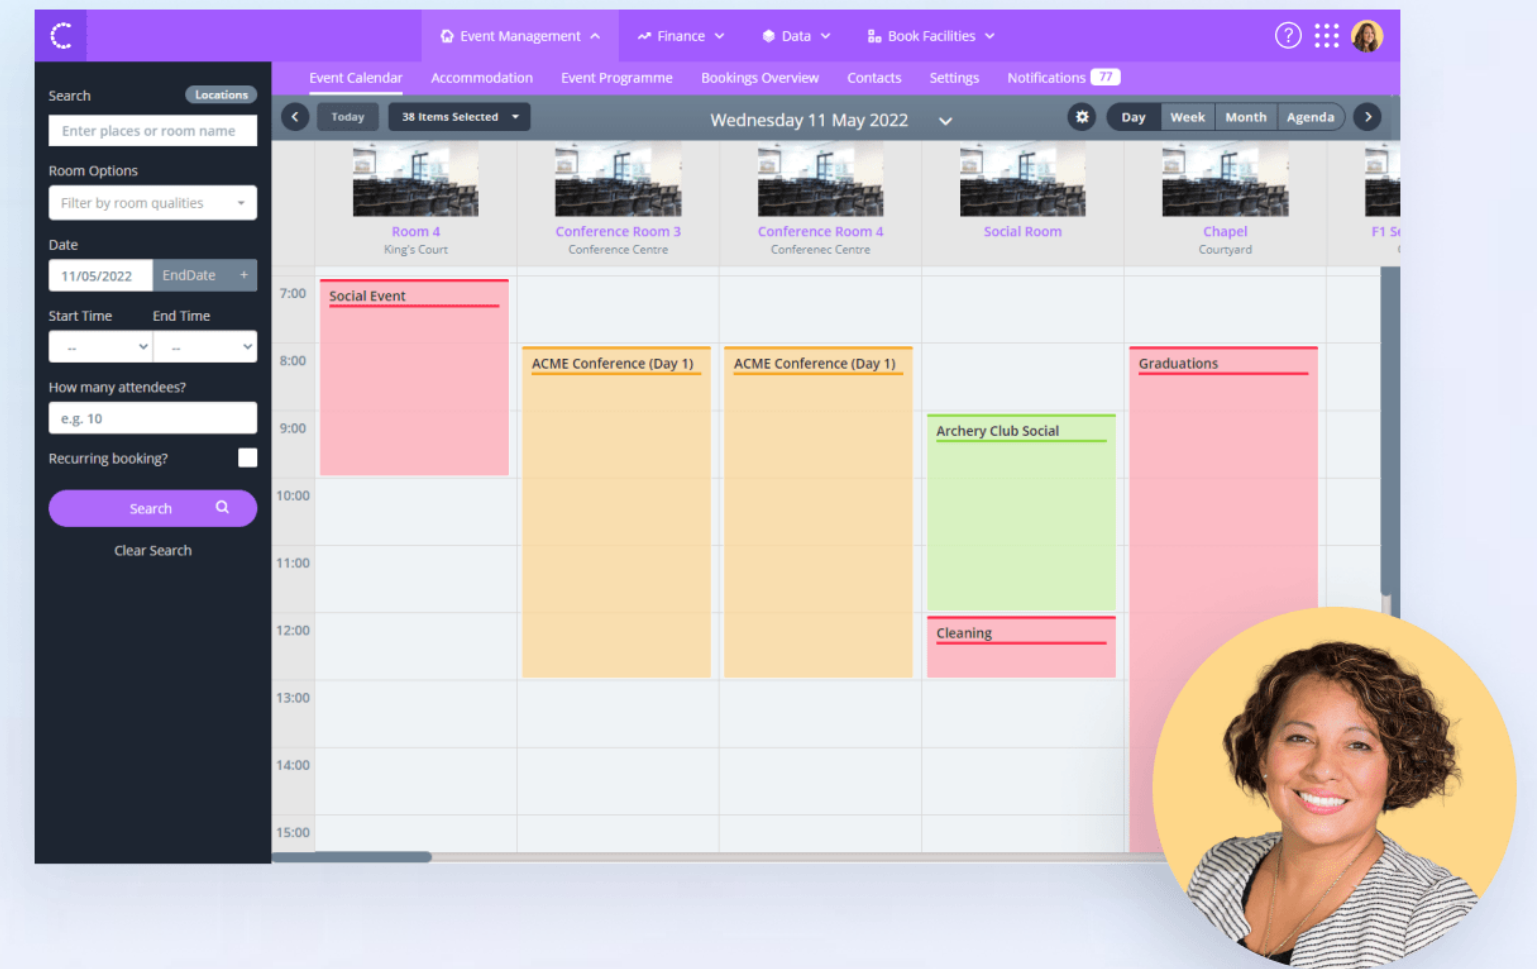 Event Management
Finance
Data
Book Facilities
?
Event Calendar
Accommodation
Event Programme
Bookings Overview
Contacts
Settings
Notifications 77
Search
Locations
Enter places or room name
Room Options
Filter by room qualities
Date
11/05/2022
EndDate +
Start Time
End Time
--
--
How many attendees?
e.g. 10
Recurring booking?
Search
Clear Search
Today
38 Items Selected
Wednesday 11 May 2022
Day
Week
Month
Agenda
Room 4
King's Court
Conference Room 3
Conference Centre
Conference Room 4
Conferenec Centre
Social Room
Chapel
Courtyard
F1 Se
7:00
8:00
9:00
10:00
11:00
12:00
13:00
14:00
15:00
Social Event
ACME Conference (Day 1)
ACME Conference (Day 1)
Archery Club Social
Cleaning
Graduations